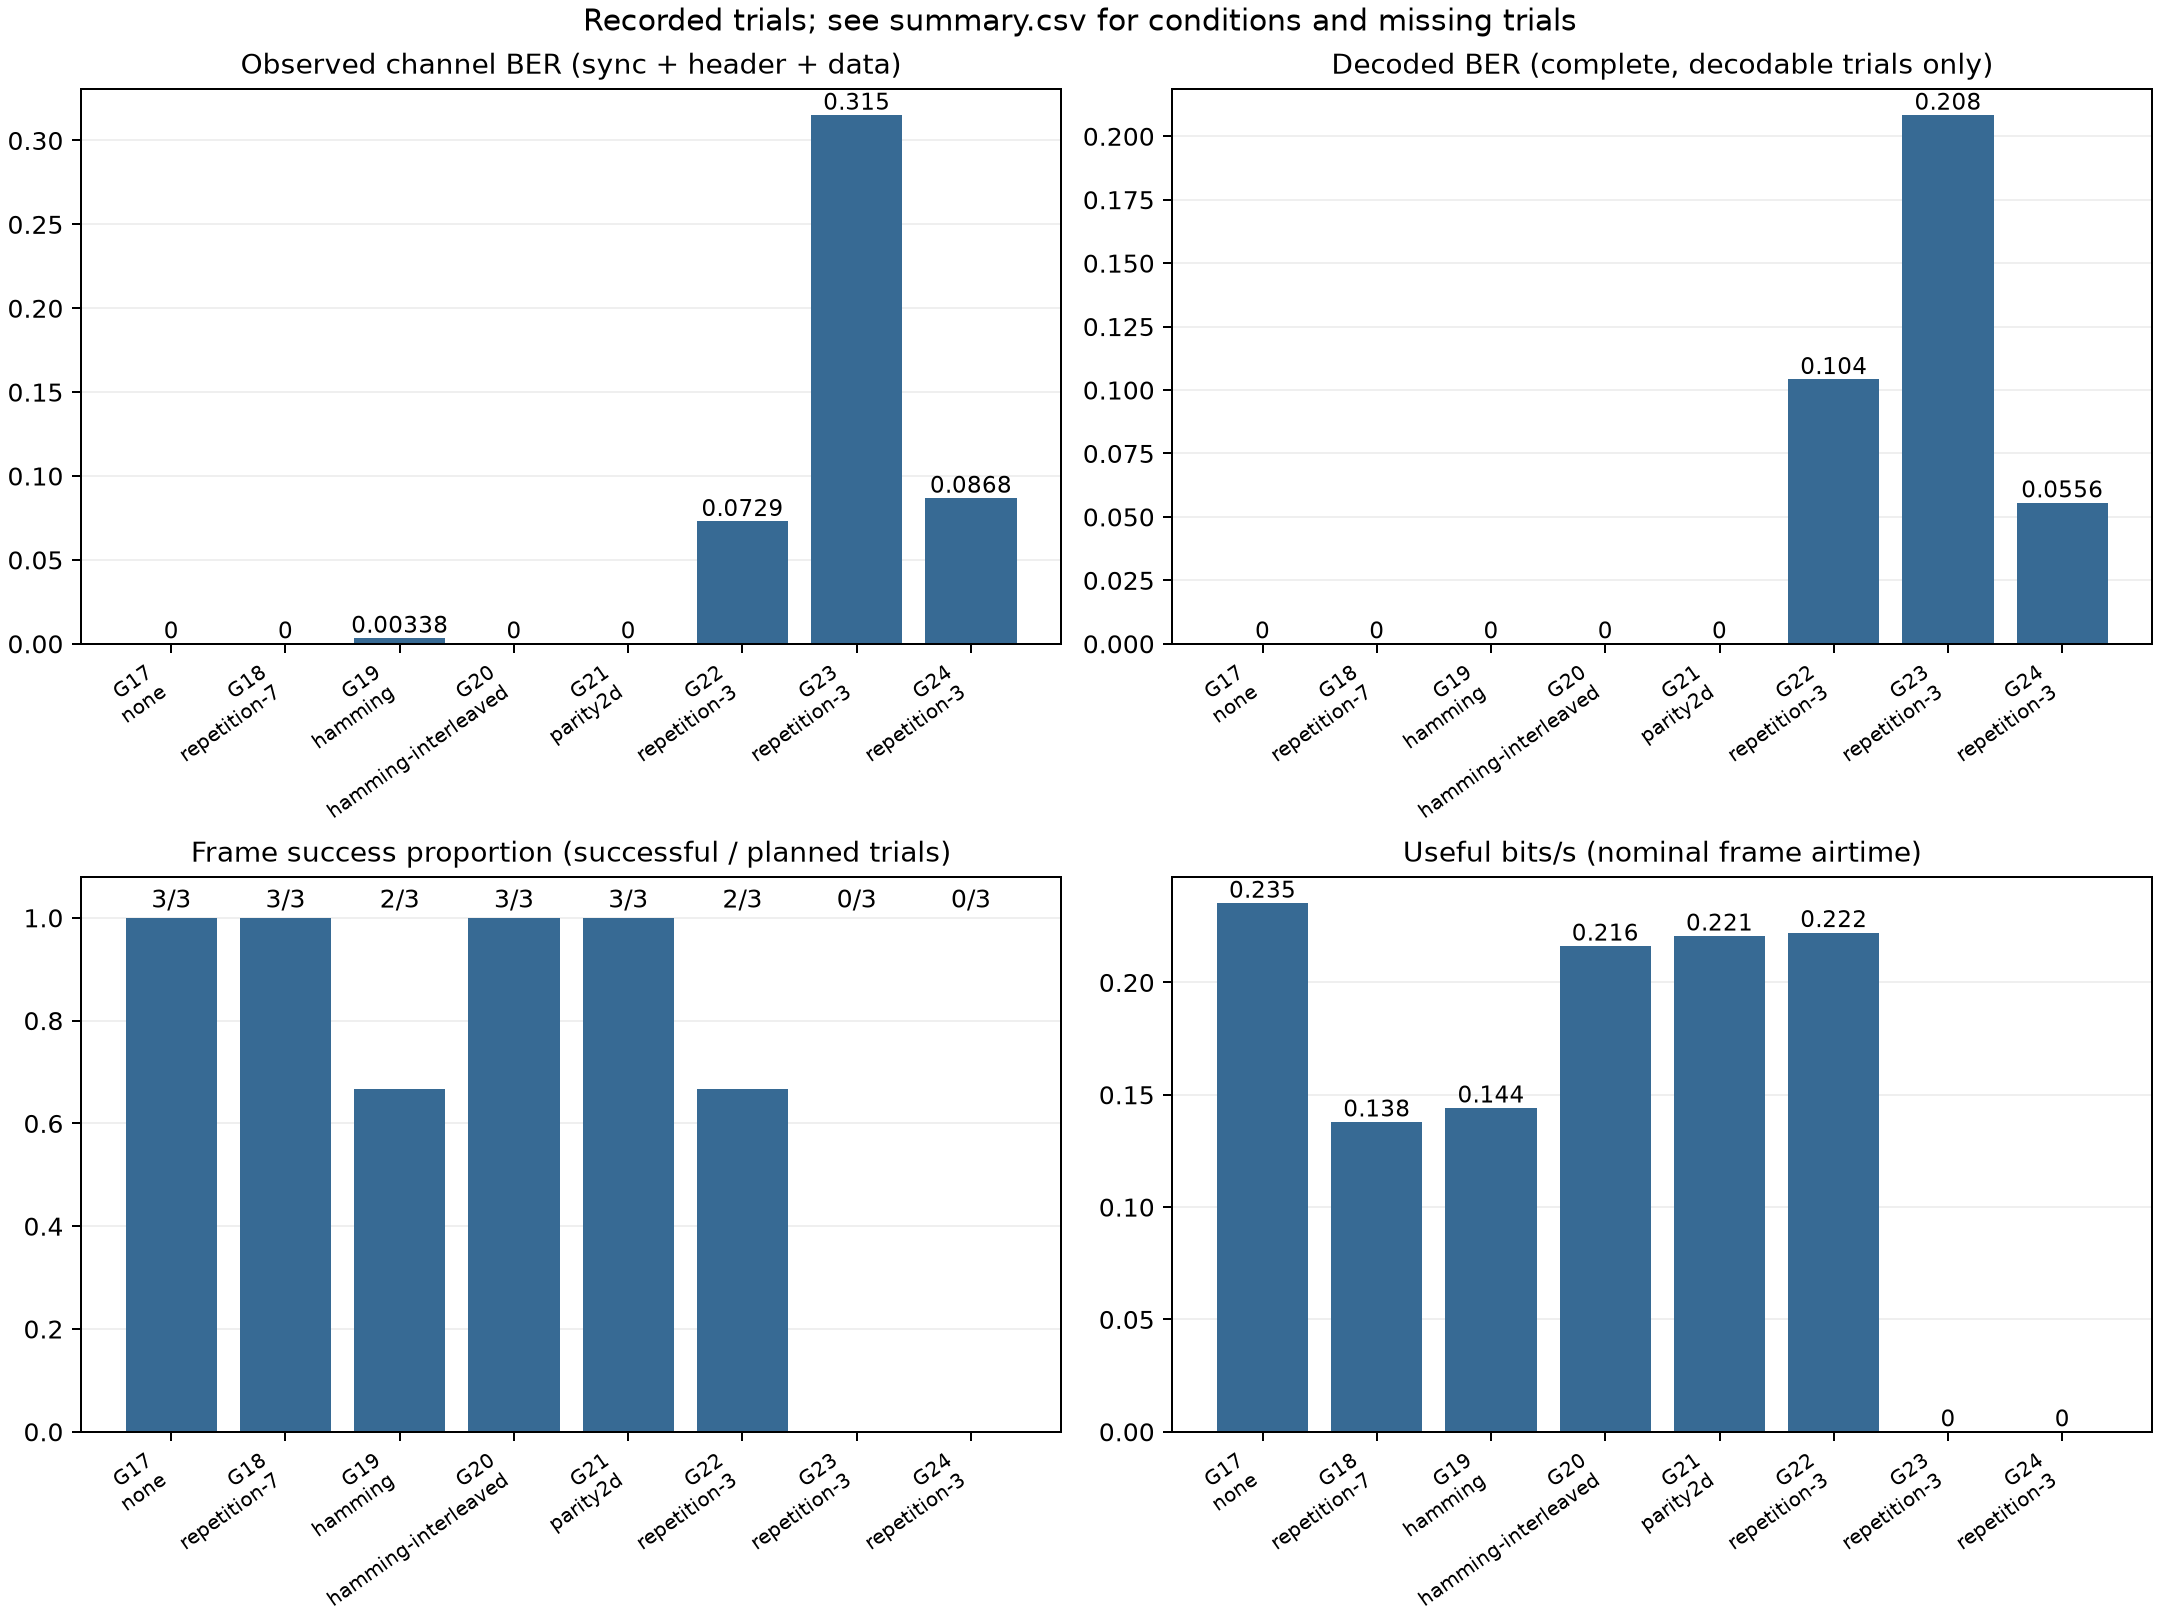 Recorded trials; see summary.csv for conditions and missing trials
Observed channel BER (sync + header + data)
0.30
0.25
0.20
0.15
0.10
0.05
0.00
0
0
0.00338
0
0
0.0729
0.315
0.0868
G17
none
G18
repetition-7
G19
hamming
G20
hamming-interleaved
G21
parity2d
G22
repetition-3
G23
repetition-3
G24
repetition-3
Decoded BER (complete, decodable trials only)
0.200
0.175
0.150
0.125
0.100
0.075
0.050
0.025
0.000
0
0
0
0
0
0.104
0.208
0.0556
G17
none
G18
repetition-7
G19
hamming
G20
hamming-interleaved
G21
parity2d
G22
repetition-3
G23
repetition-3
G24
repetition-3
Frame success proportion (successful / planned trials)
1.0
0.8
0.6
0.4
0.2
0.0
3/3
3/3
2/3
3/3
3/3
2/3
0/3
0/3
G17
none
G18
repetition-7
G19
hamming
G20
hamming-interleaved
G21
parity2d
G22
repetition-3
G23
repetition-3
G24
repetition-3
Useful bits/s (nominal frame airtime)
0.20
0.15
0.10
0.05
0.00
0.235
0.138
0.144
0.216
0.221
0.222
0
0
G17
none
G18
repetition-7
G19
hamming
G20
hamming-interleaved
G21
parity2d
G22
repetition-3
G23
repetition-3
G24
repetition-3